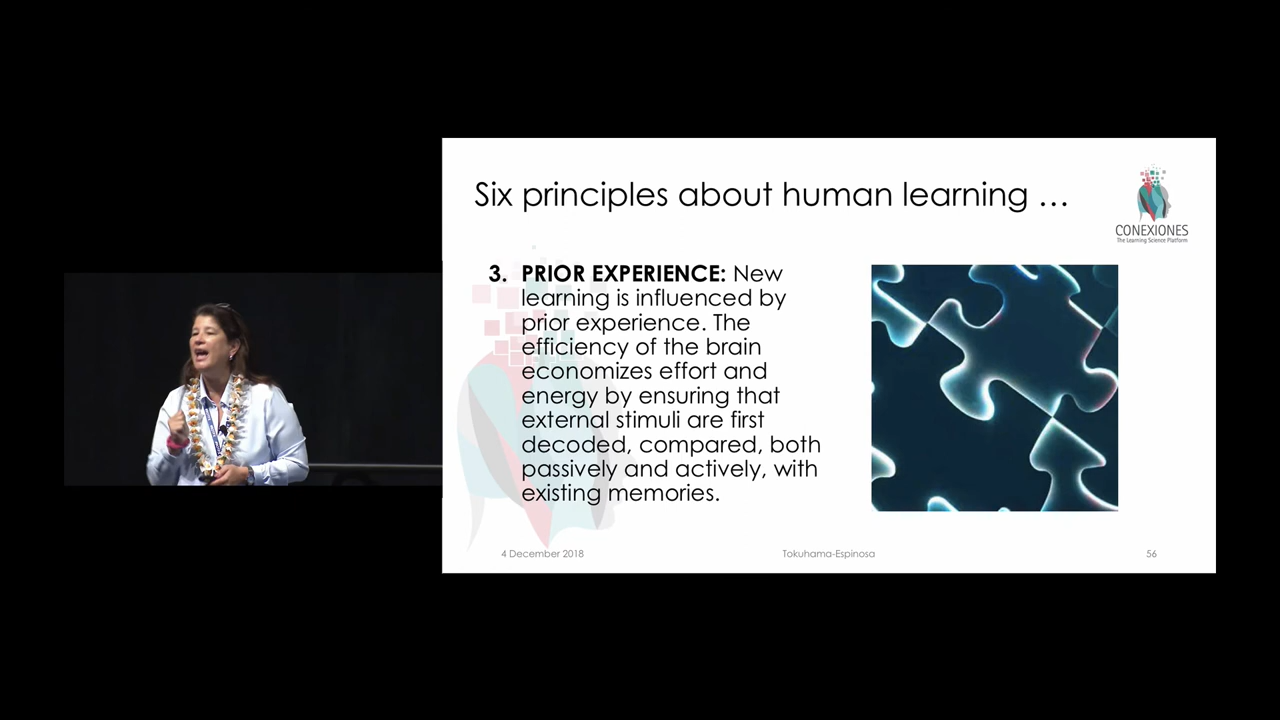 Six principles about human learning …
CONEXIONES
The Learning Science Platform
3. PRIOR EXPERIENCE: New
learning is influenced by
prior experience. The
efficiency of the brain
economizes effort and
energy by ensuring that
external stimuli are first
decoded, compared, both
passively and actively, with
existing memories.
4 December 2018
Tokuhama-Espinosa
56